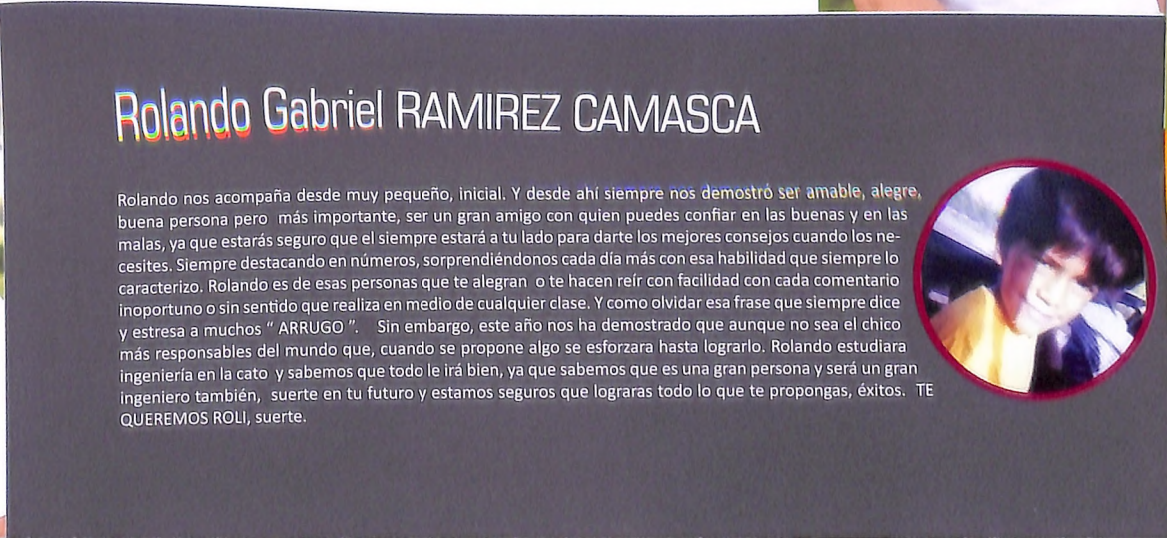 Rolando Gabriel RAMIREZ CAMASCA
Rolando nos acompaña desde muy pequeño, inicial. Y desde ahí siempre nos demostró ser amable, alegre,
buena persona pero más importante, ser un gran amigo con quien puedes confiar en las buenas y en las
malas, ya que estarás seguro que el siempre estará a tu lado para darte los mejores consejos cuando los ne-
cesites. Siempre destacando en números, sorprendiéndonos cada día más con esa habilidad que siempre lo
caracterizo. Rolando es de esas personas que te alegran o te hacen reír con facilidad con cada comentario
inoportuno o sin sentido que realiza en medio de cualquier clase. Y como olvidar esa frase que siempre dice
y estresa a muchos “ ARRUGO ”. Sin embargo, este año nos ha demostrado que aunque no sea el chico
más responsables del mundo que, cuando se propone algo se esforzara hasta lograrlo. Rolando estudiara
ingeniería en la cato y sabemos que todo le irá bien, ya que sabemos que es una gran persona y será un gran
ingeniero también, suerte en tu futuro y estamos seguros que lograras todo lo que te propongas, éxitos. TE
QUEREMOS ROLI, suerte.